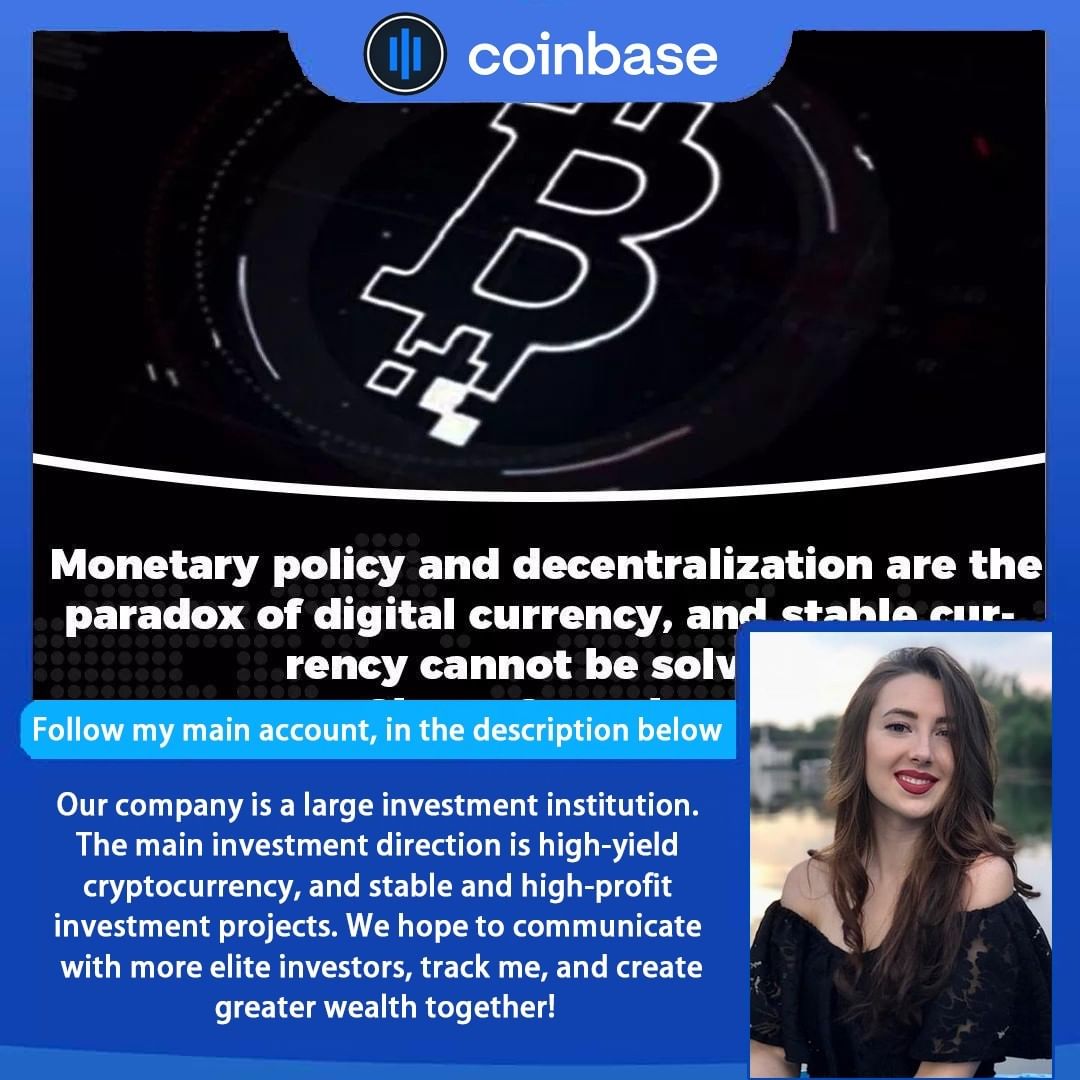 coinbase
Monetary policy and decentralization are the
paradox of digital currency, and stable cur-
rency cannot be solv
Follow my main account, in the description below
Our company is a large investment institution.
The main investment direction is high-yield
cryptocurrency, and stable and high-profit
investment projects. We hope to communicate
with more elite investors, track me, and create
greater wealth together!